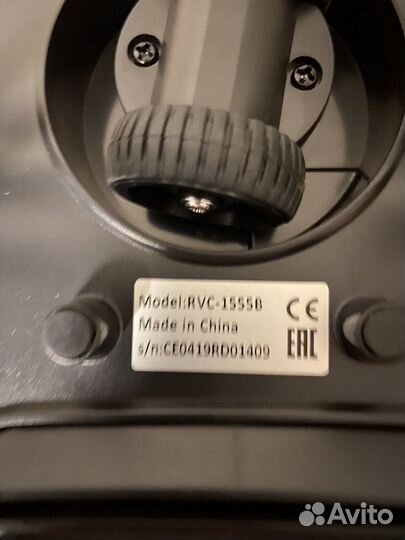 Model:RVC-1555B
Made in China
s/n:CE0419RD01409
CE
EAC
Avito